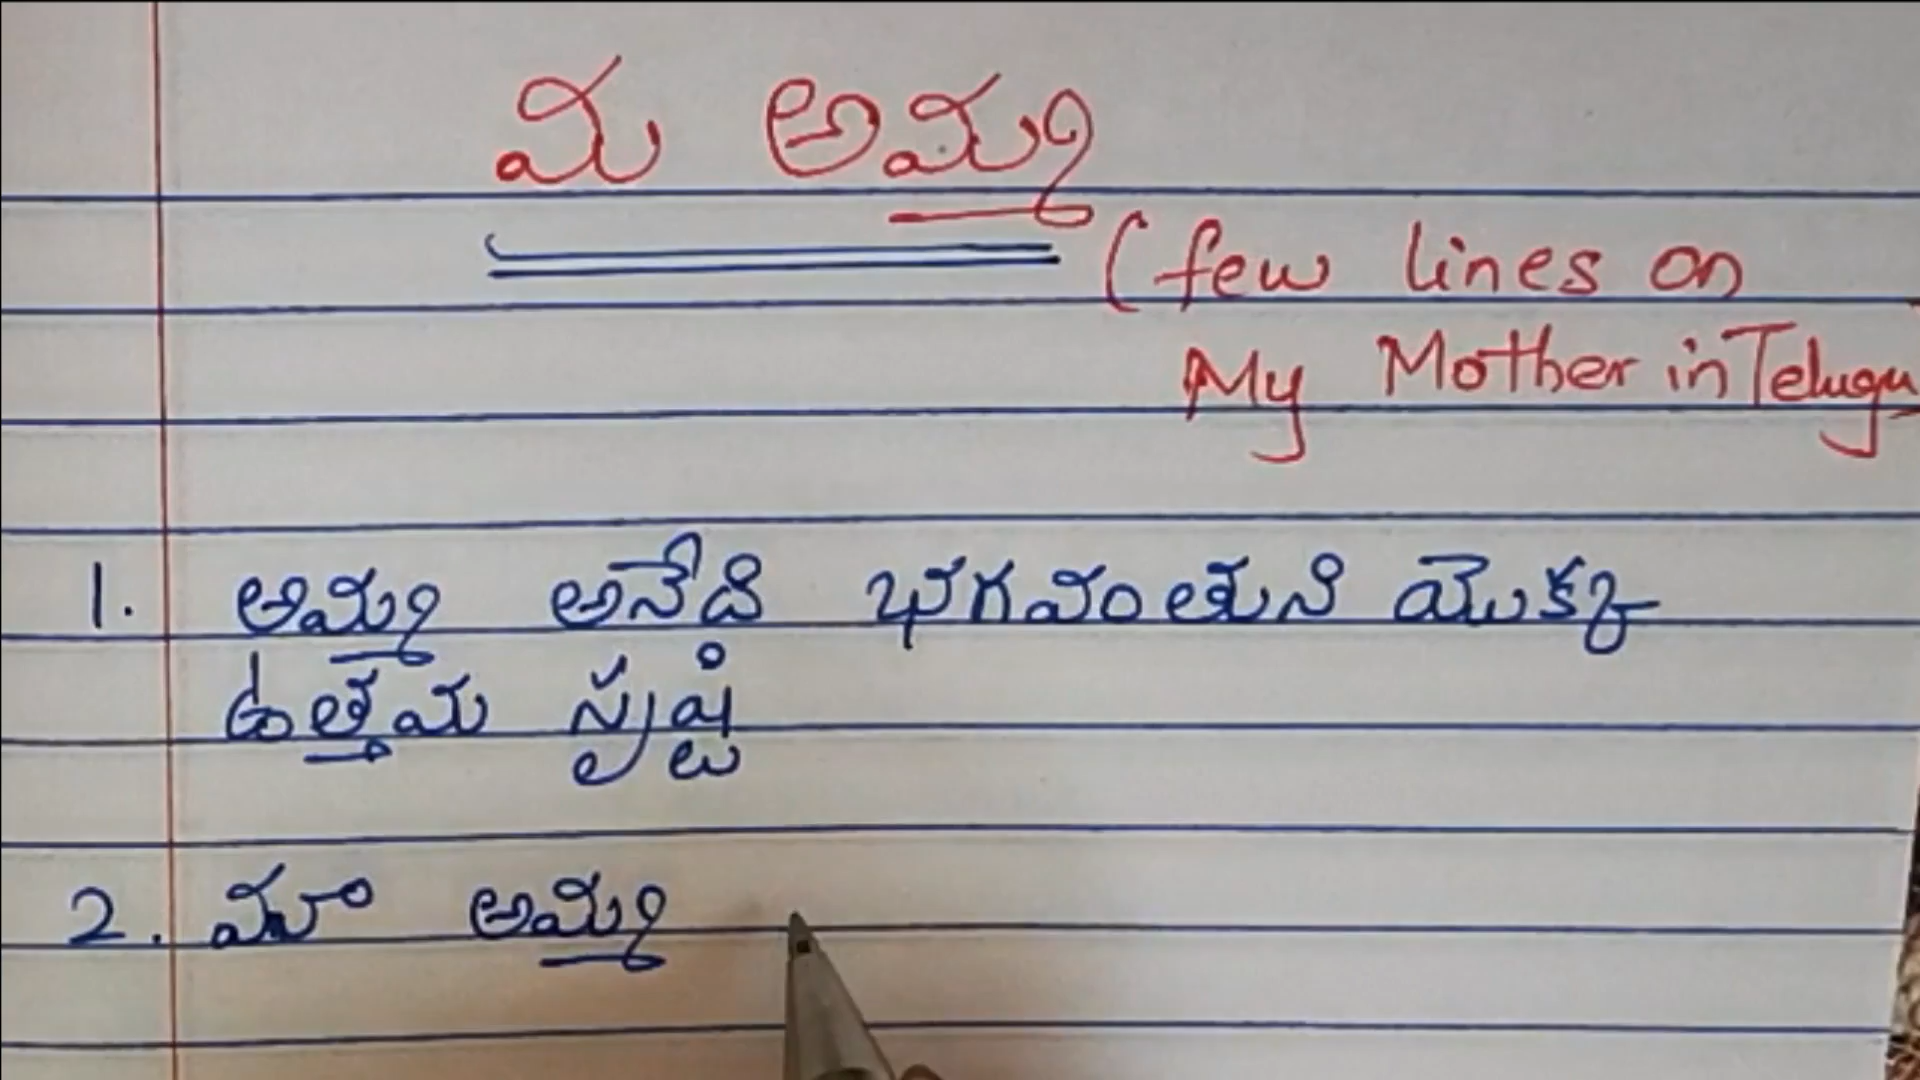 మ అమ్మ
(few lines on
My Mother in Telugu
1. అమ్మ అనేది భగవంతుని యొక్క
ఉత్తమ సృష్టి
2. మా అమ్మ